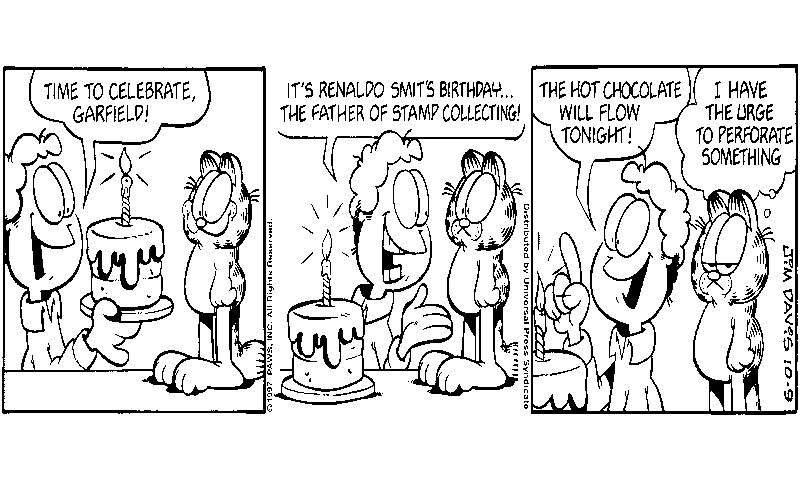 TIME TO CELEBRATE,
GARFIELD!
IT'S RENALDO SMIT'S BIRTHDAY...
THE FATHER OF STAMP COLLECTING!
THE HOT CHOCOLATE
WILL FLOW
TONIGHT!
I HAVE
THE URGE
TO PERFORATE
SOMETHING
©1997 PAWS, INC. All Rights Reserved.
Distributed by Universal Press Syndicate
JIM DAVIS 10-9